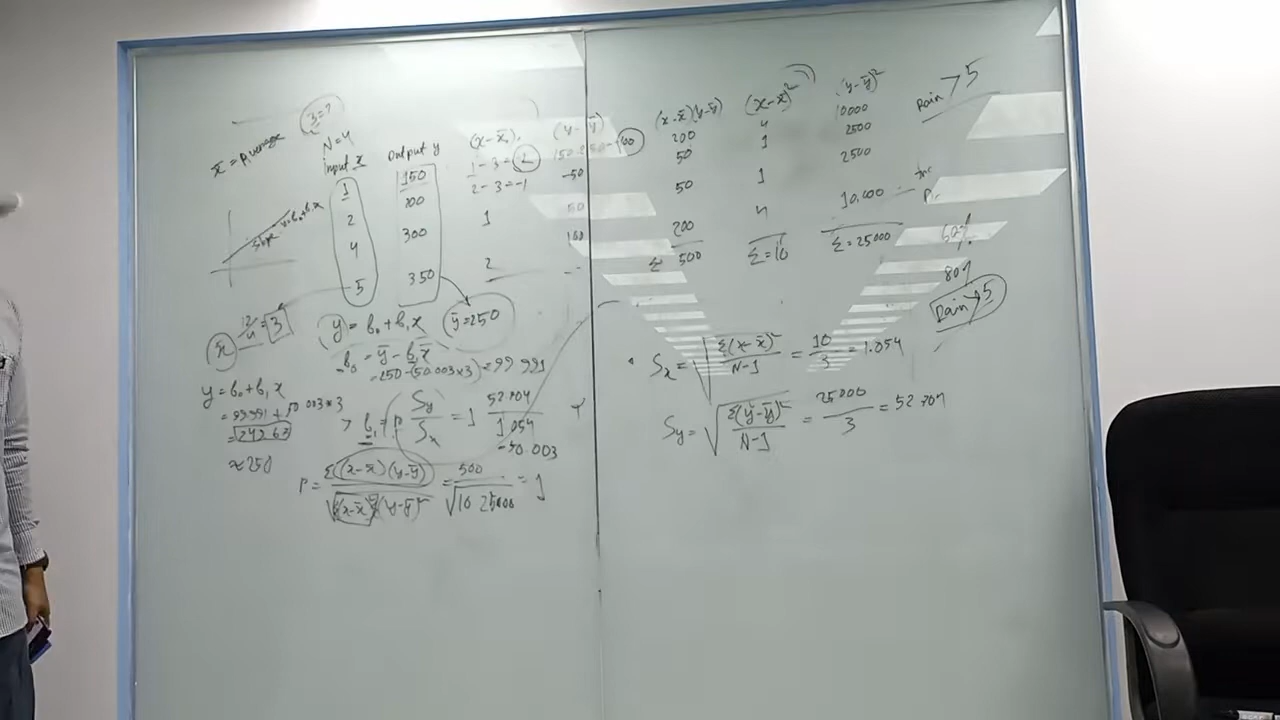 x̄ = Average
3 = ?
N = 4
Input x
1
2
4
5
Output y
150
300
350
(x - x̄)
1 - 3 = 2
2 - 3 = -1
1
2
(y - ȳ)
-50
50
100
y = b₀ + b₁x
ȳ = 250
x̄
12/4 = 3
b₀ = ȳ - b₁x̄
= 250 - (50.003 × 3) = 99.991
b₁ = P Sy/Sx = 1 52.704/1.054
= 50.003
y = b₀ + b₁x
= 99.991 + 50.003 × 3
≈ 250
P = Σ((x - x̄)(y - ȳ)) / √Σ(x - x̄)²(y - ȳ)² = 500 / √10 25000 = 1
(x - x̄)(y - ȳ)
200
50
50
200
Σ 500
(x - x̄)²
4
1
1
4
Σ = 10
(y - ȳ)²
10000
2500
2500
10,000
Σ = 25000
Rain > 5
80%
Rain > 5
Sx = √Σ(x - x̄)²/N-1 = 10/3 = 1.054
Sy = √Σ(y - ȳ)²/N-1 = 25000/3 = 52.704